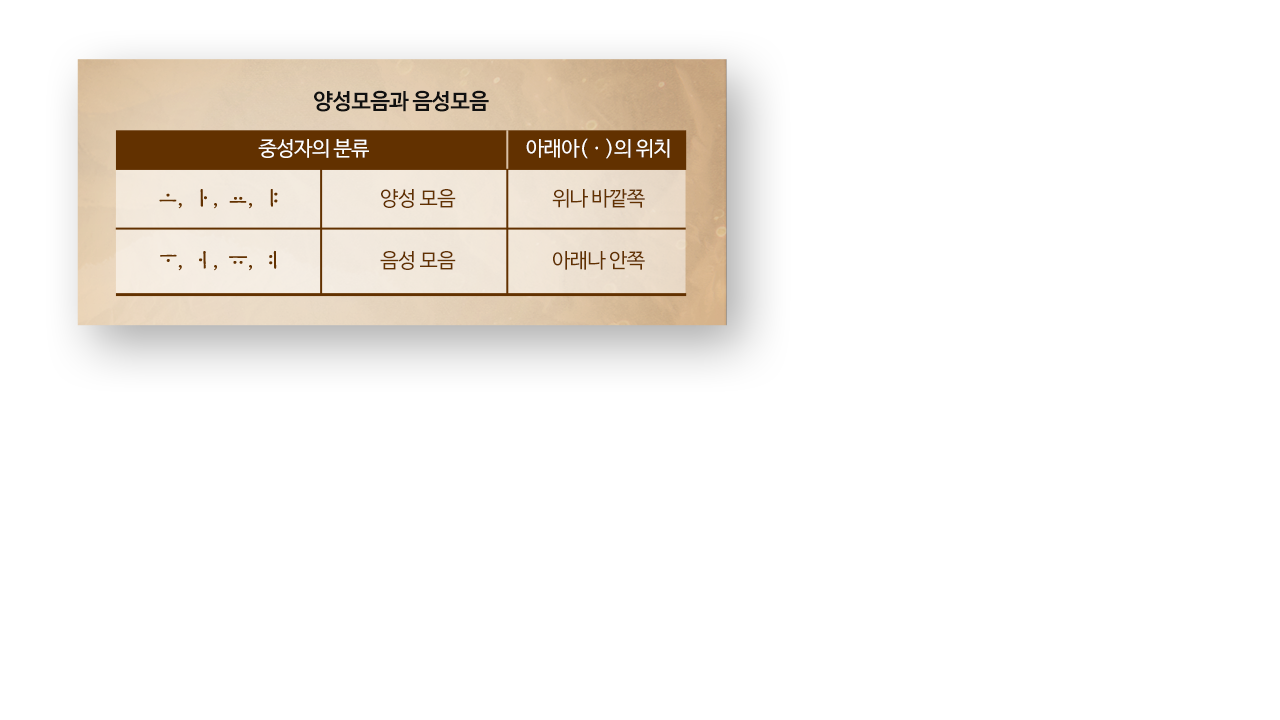 양성모음과 음성모음
중성자의 분류 아래아( · )의 위치
ㅗ, ㅏ, ㅛ, ㅑ 양성 모음 위나 바깥쪽
ㅜ, ㅓ, ㅠ, ㅕ 음성 모음 아래나 안쪽